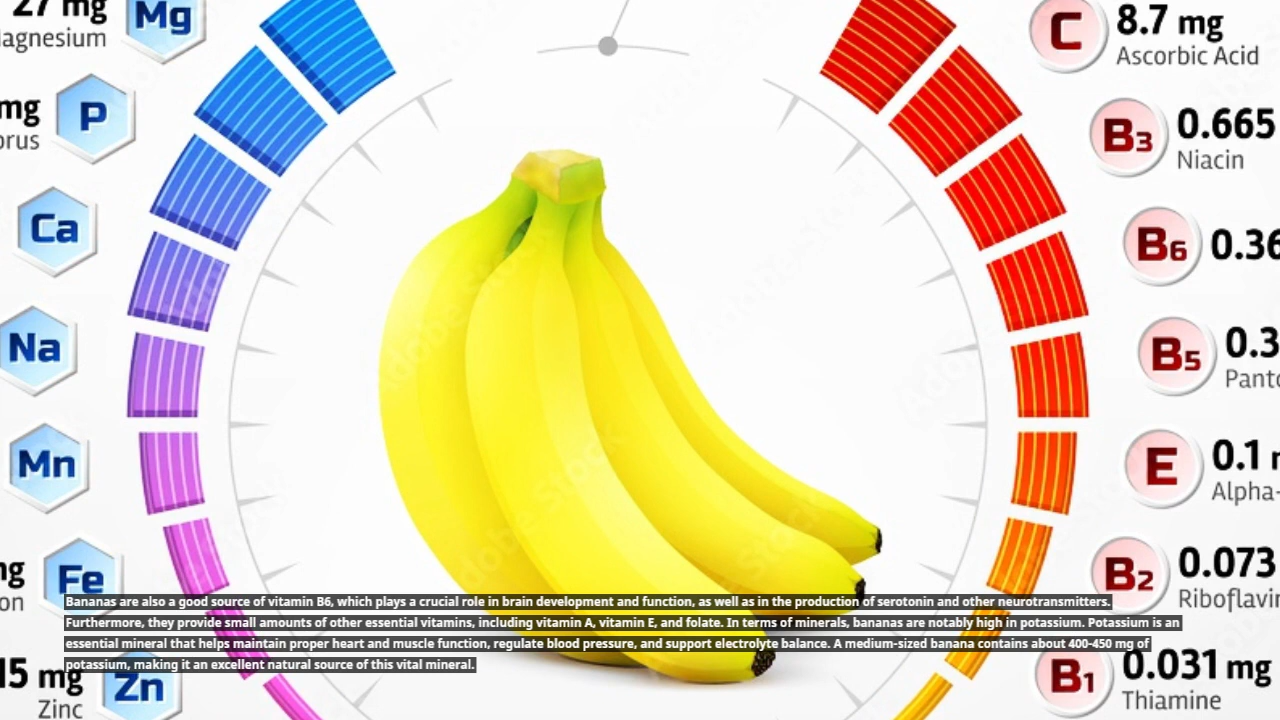 27 mg
Mg
agnesium
C
8.7 mg
Ascorbic Acid
mg
P
orus
B3
0.665
Niacin
Ca
B6
0.36
Na
B5
0.3
Panto
Mn
E
0.1
Alpha-
Fe
B2
0.073
Riboflavin
Bananas are also a good source of vitamin B6, which plays a crucial role in brain development and function, as well as in the production of serotonin and other neurotransmitters.
Furthermore, they provide small amounts of other essential vitamins, including vitamin A, vitamin E, and folate. In terms of minerals, bananas are notably high in potassium. Potassium is an
essential mineral that helps maintain proper heart and muscle function, regulate blood pressure, and support electrolyte balance. A medium-sized banana contains about 400-450 mg of
potassium, making it an excellent natural source of this vital mineral.
15 mg
Zinc
Zn
B1
0.031 mg
Thiamine